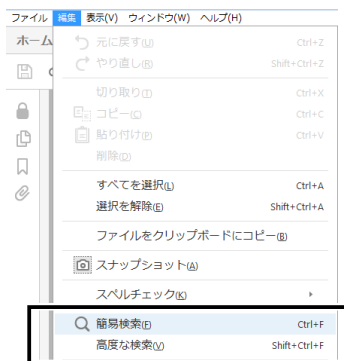 ファイル 編集 表示(V) ウィンドウ(W) ヘルプ(H)
ホーム
元に戻す(U) Ctrl+Z
やり直し(R) Shift+Ctrl+Z
切り取り(T) Ctrl+X
コピー(C) Ctrl+C
貼り付け(P) Ctrl+V
削除(D)
すべてを選択(L) Ctrl+A
選択を解除(E) Shift+Ctrl+A
ファイルをクリップボードにコピー(B)
スナップショット(A)
スペルチェック(K)
簡易検索(F) Ctrl+F
高度な検索(V) Shift+Ctrl+F